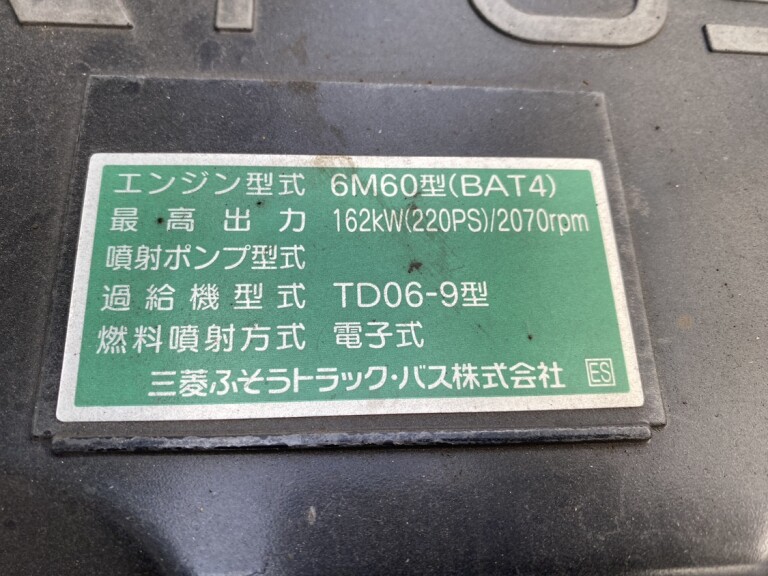 エンジン型式 6M60型(BAT4)
最高出力 162kW(220PS)/2070rpm
噴射ポンプ型式
過給機型式 TD06-9型
燃料噴射方式 電子式
三菱ふそうトラック・バス株式会社 ES